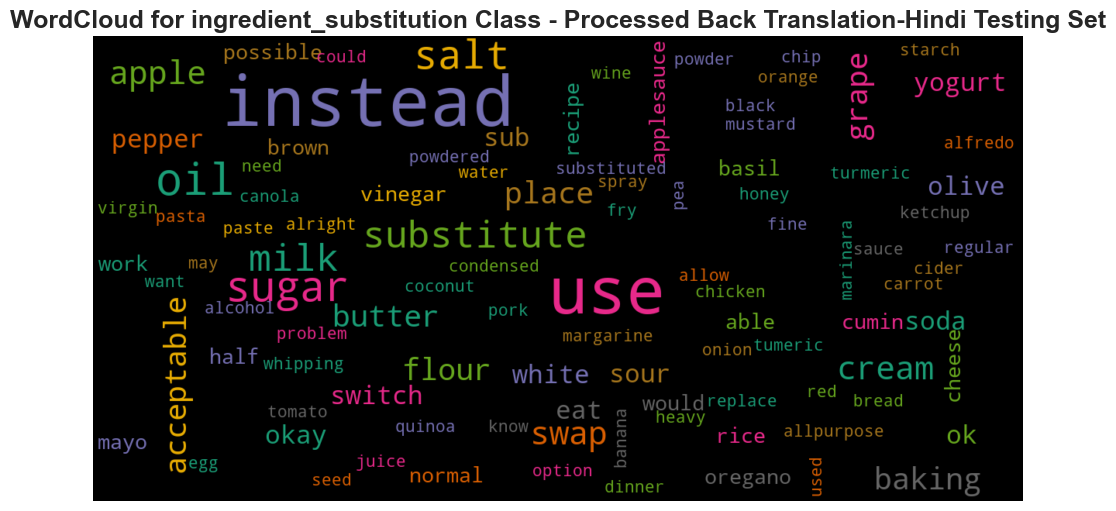 WordCloud for ingredient_substitution Class - Processed Back Translation-Hindi Testing Set
possible
could
salt
wine
powder
chip
starch
apple
instead
orange
yogurt
grape
recipe
applesauce
black
mustard
pepper
brown
sub
alfredo
oil
need
powdered
water
substituted
basil
turmeric
canola
vinegar
place
spray
pea
honey
olive
virgin
pasta
paste
alright
substitute
fry
fine
ketchup
work
may
milk
condensed
marinara
sauce
regular
want
sugar
coconut
use
allow
chicken
cider
carrot
acceptable
alcohol
butter
pork
problem
margarine
able
cumin
soda
half
whipping
flour
white
sour
onion
tumeric
cream
cheese
switch
eat
would
heavy
replace
red
bread
tomato
mayo
okay
quinoa
know
swap
banana
rice
allpurpose
ok
egg
juice
seed
normal
option
dinner
oregano
used
baking